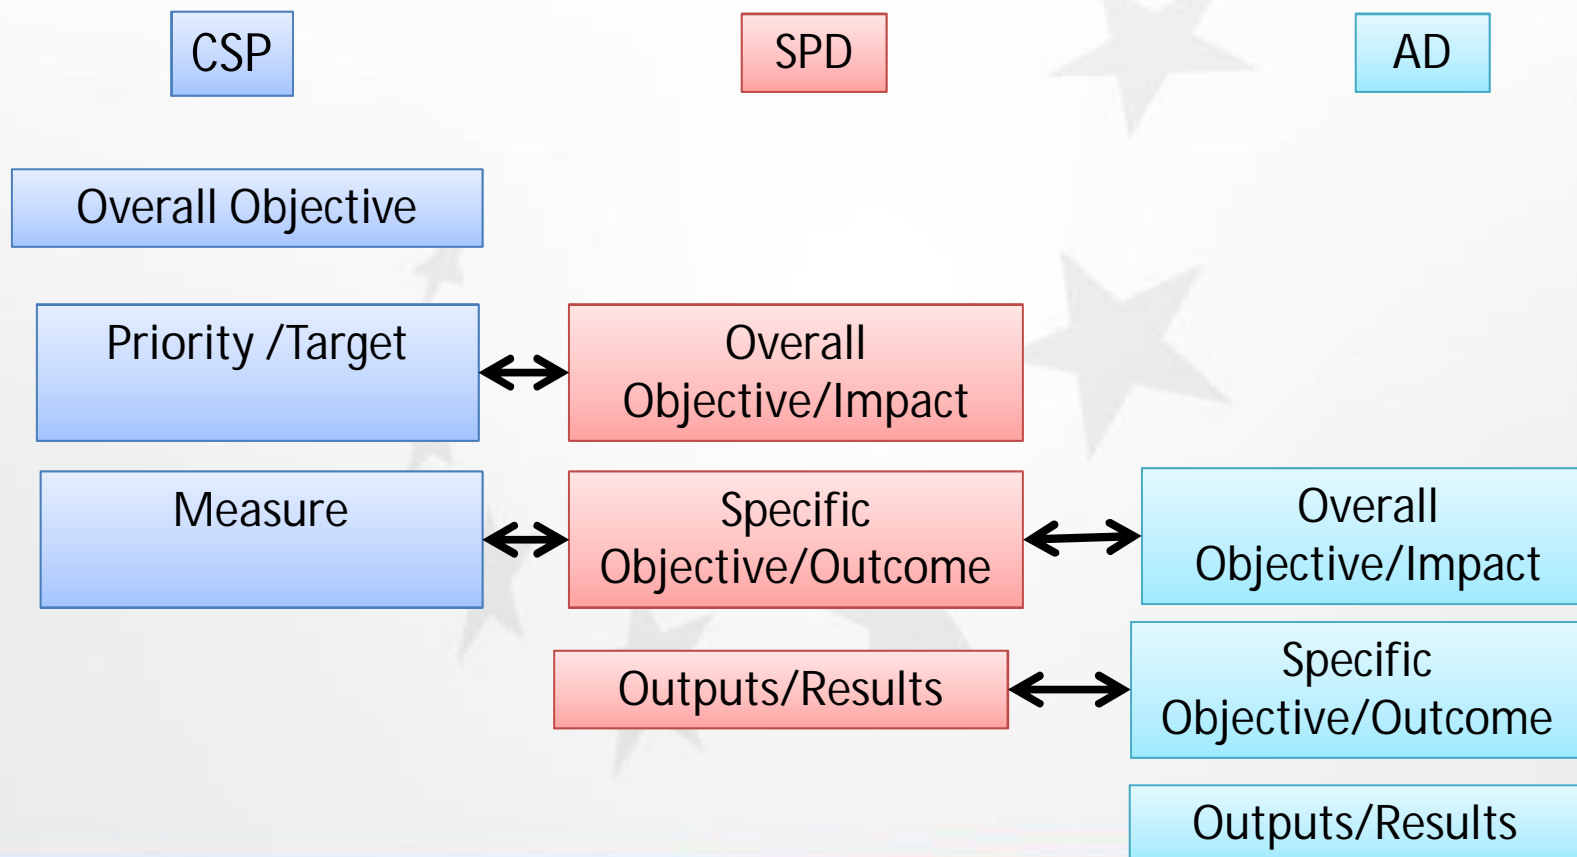 CSP
SPD
AD
Overall Objective
Priority /Target
Overall
Objective/Impact
Measure
Specific
Objective/Outcome
Overall
Objective/Impact
Outputs/Results
Specific
Objective/Outcome
Outputs/Results